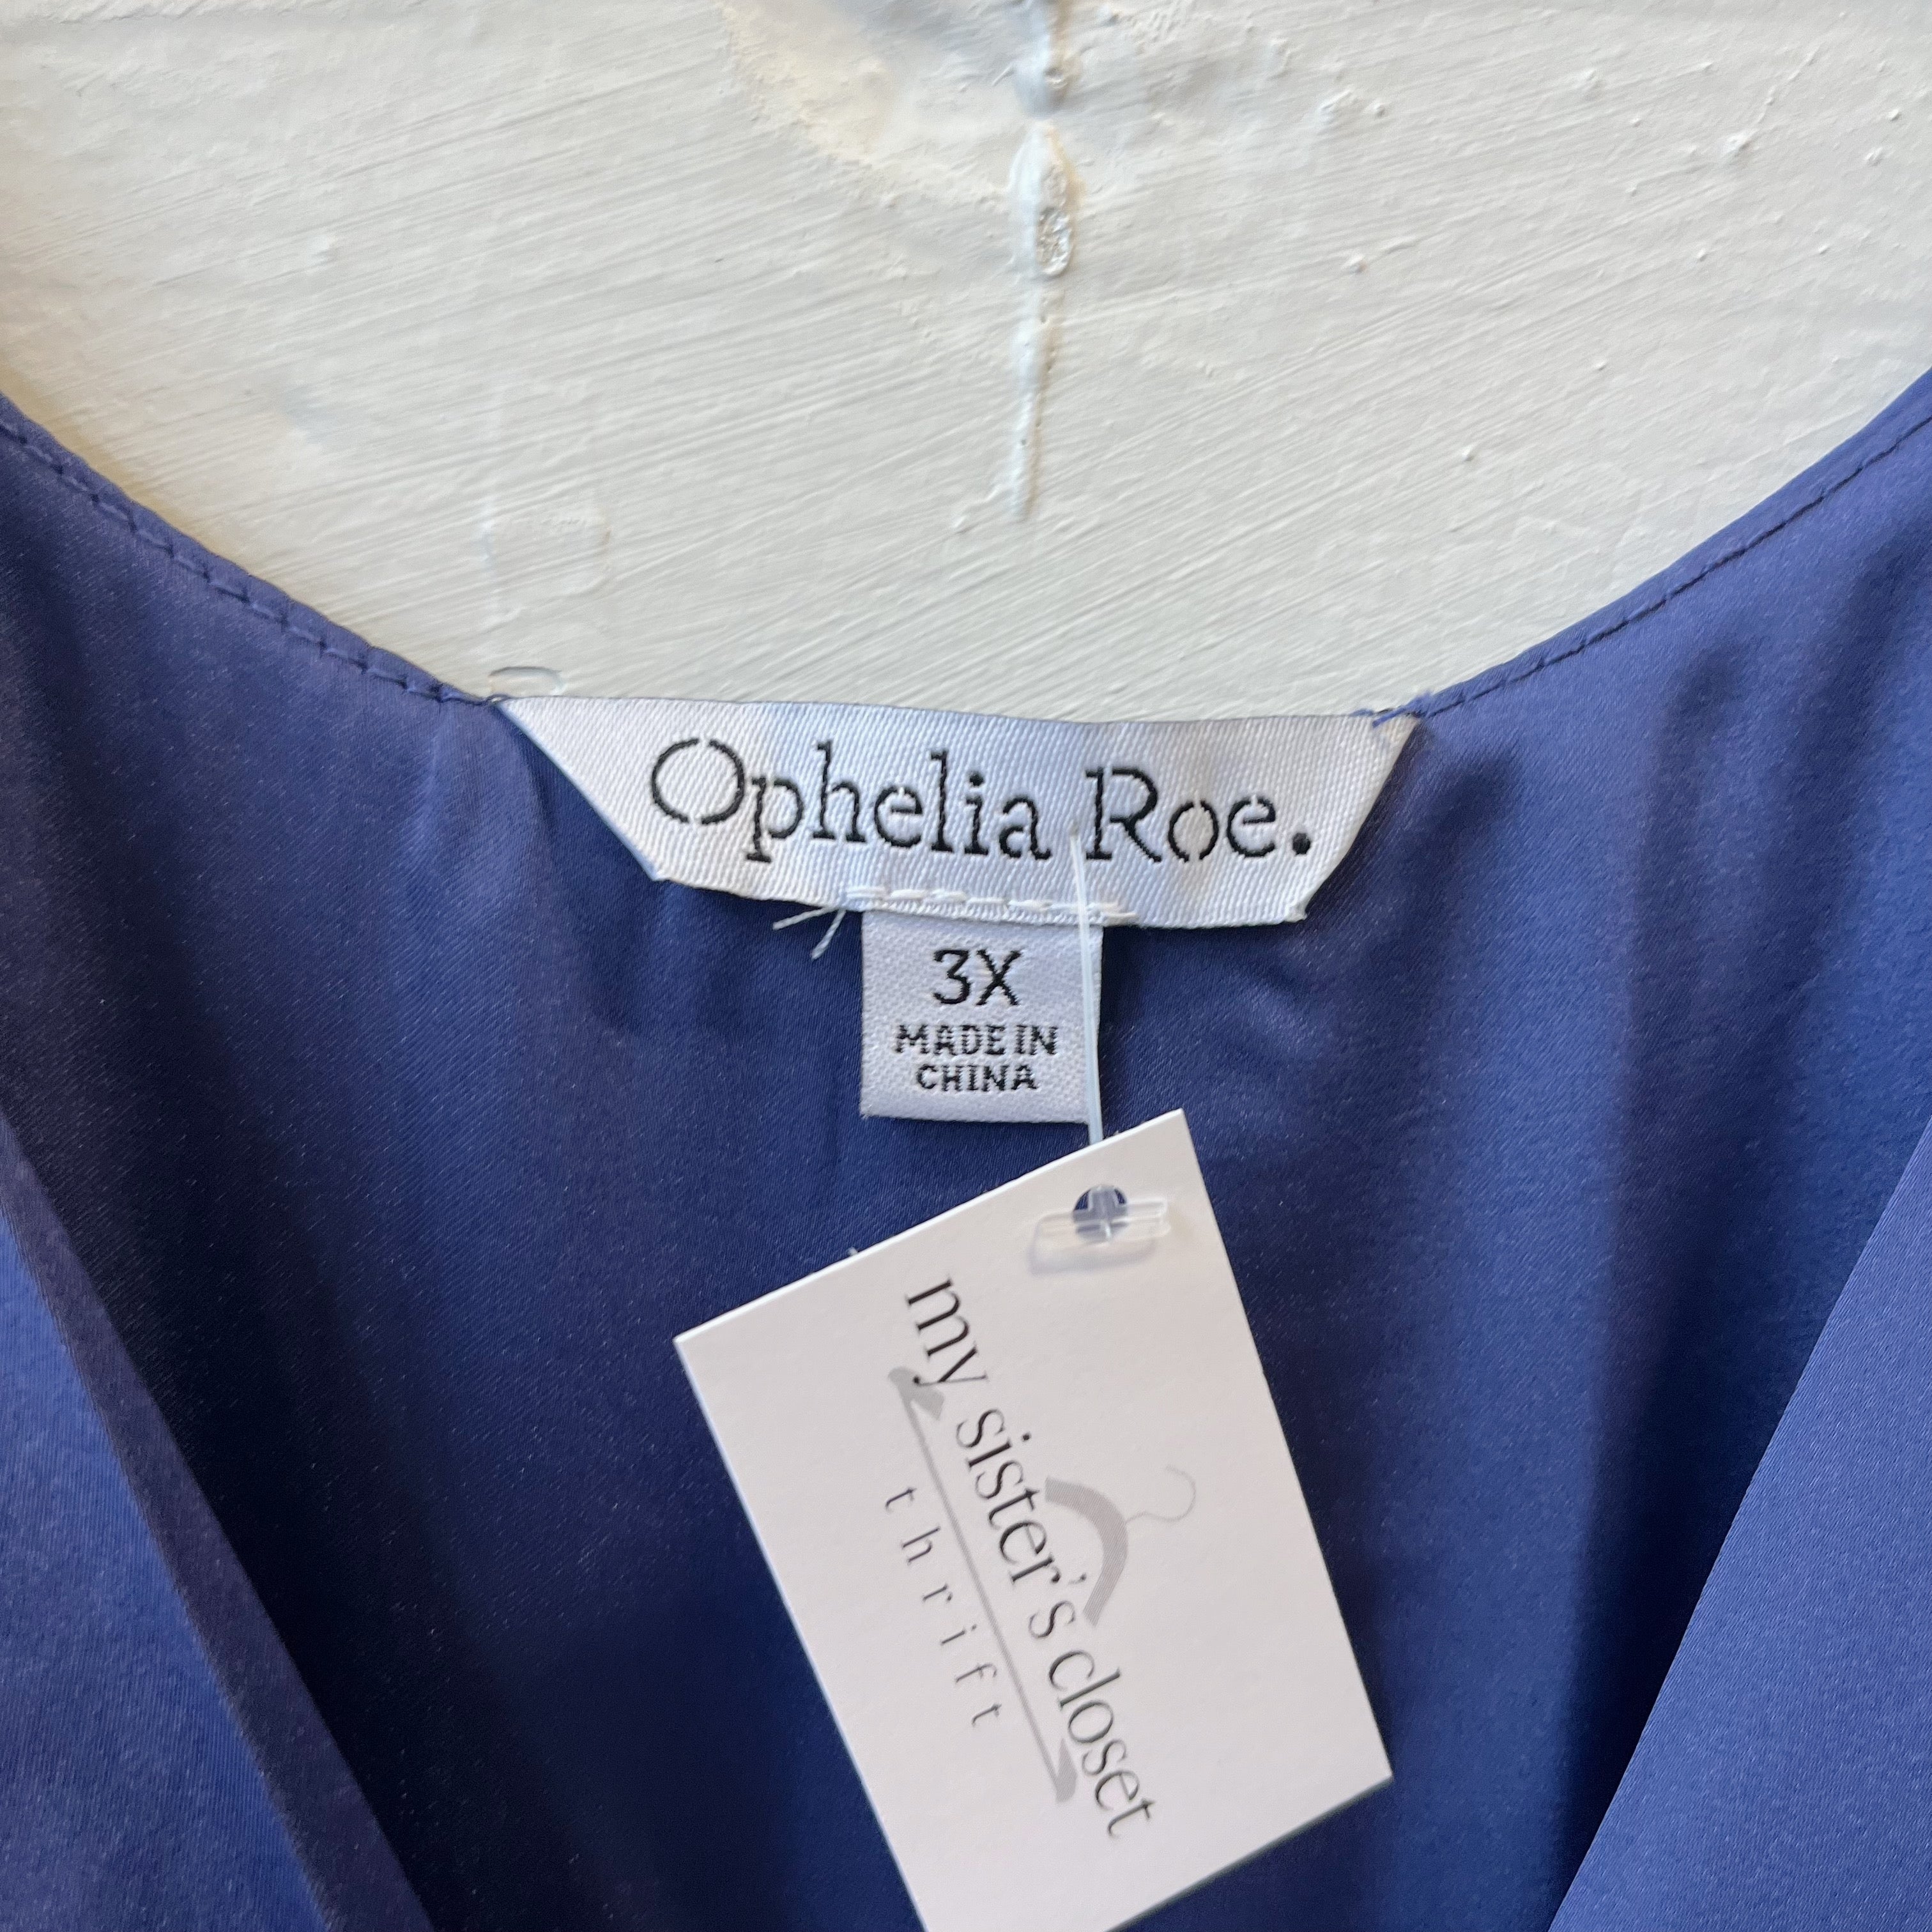 Ophelia Roe.
3X
MADE IN
CHINA
my sister's closet
thrift